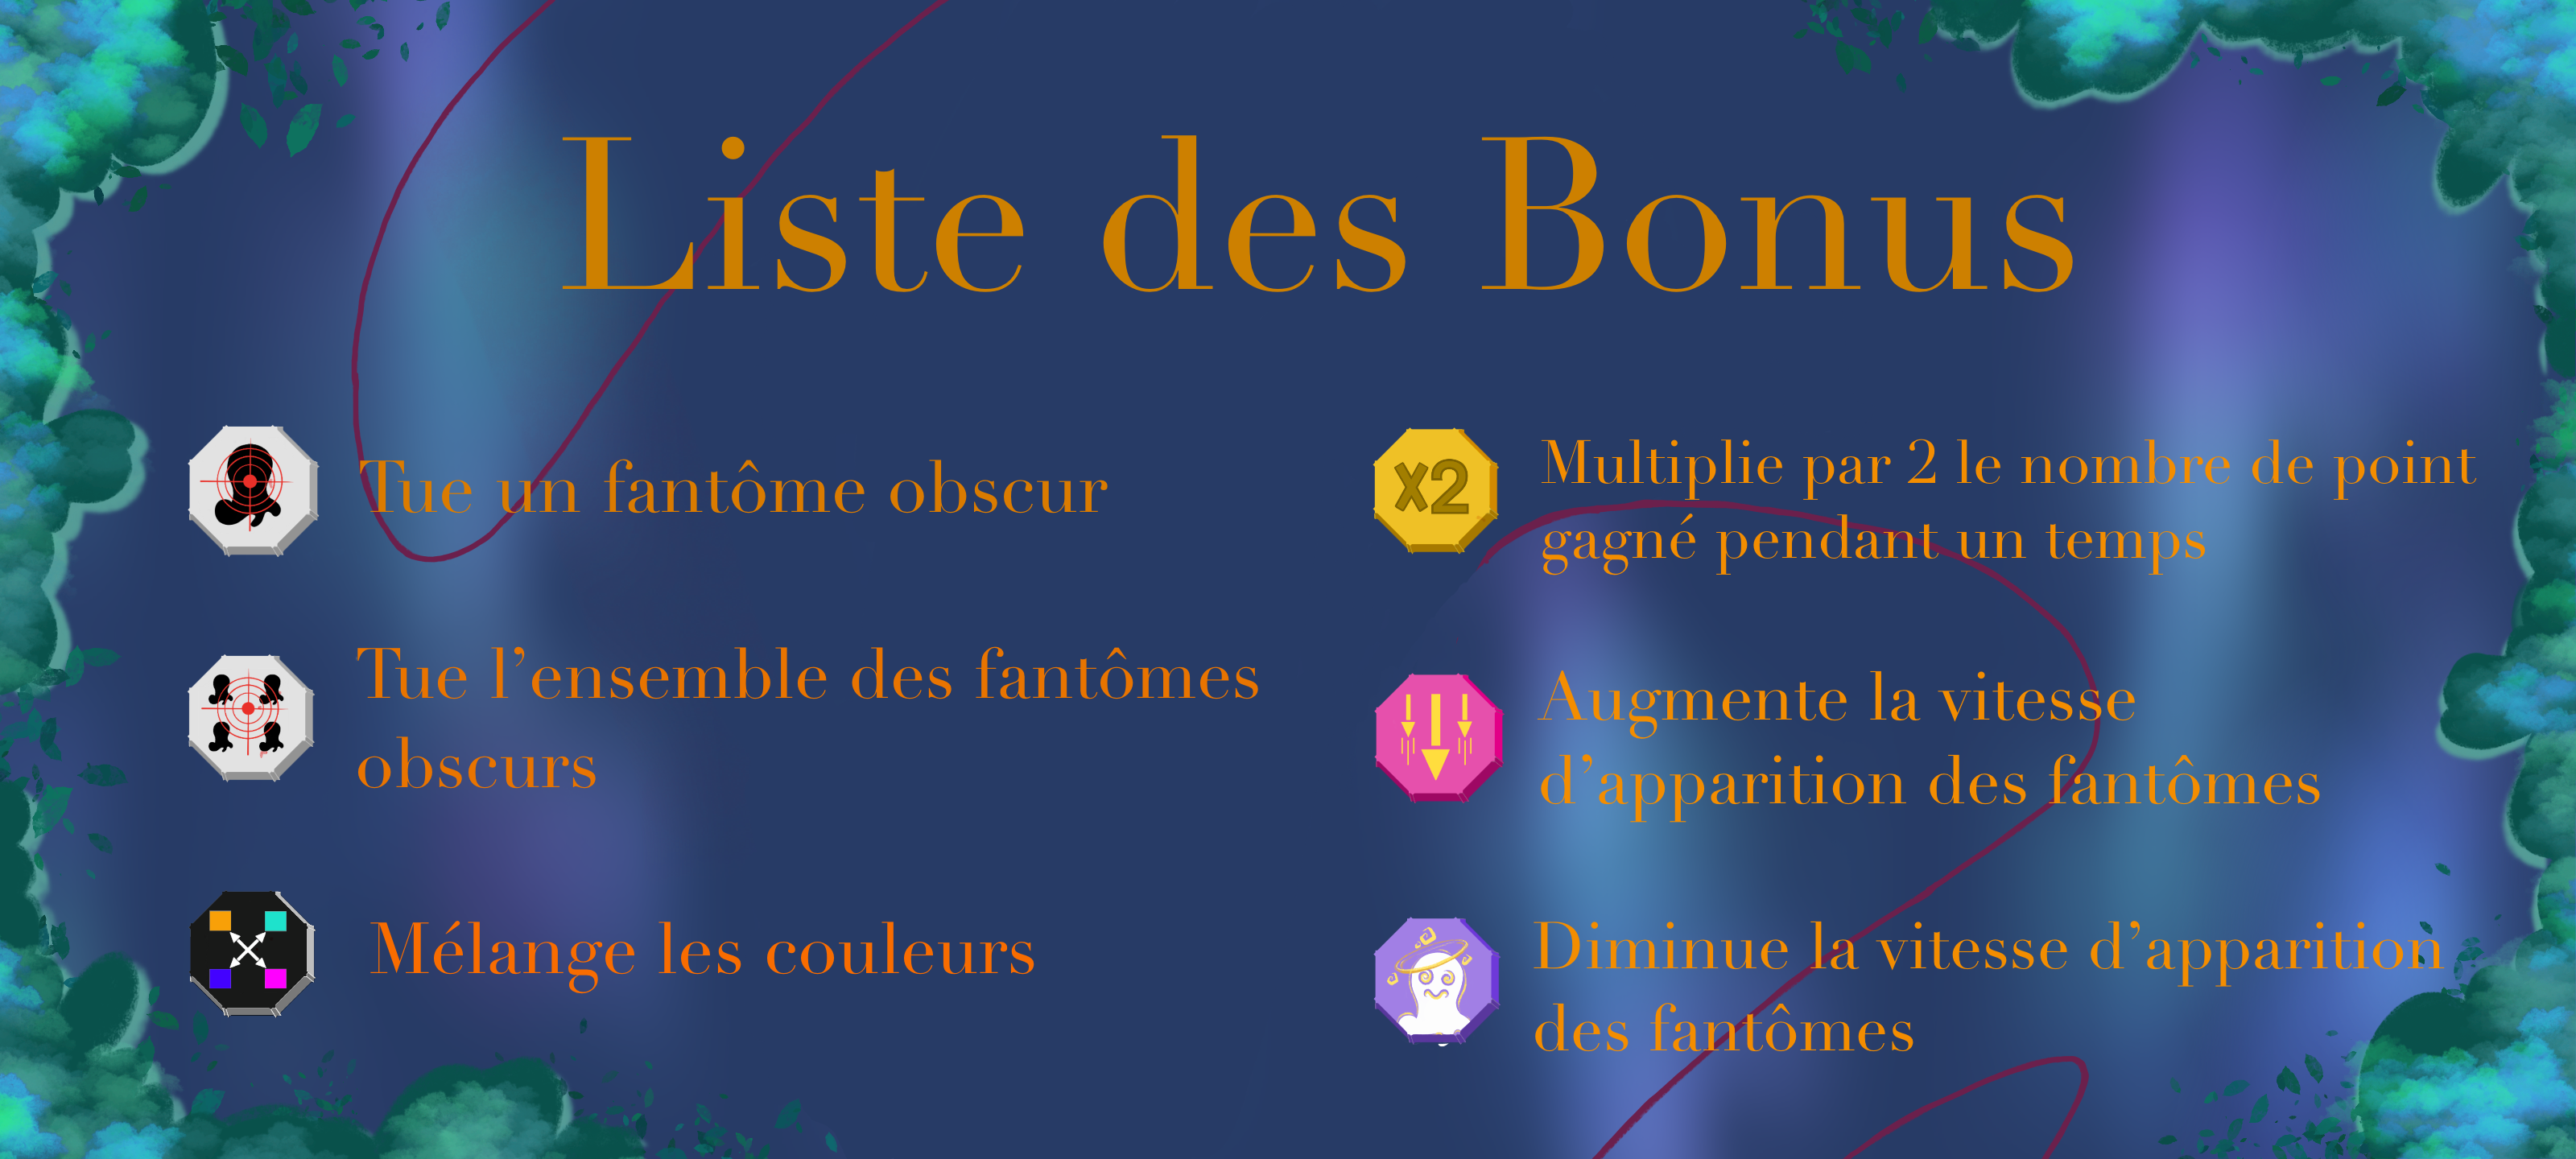 Liste des Bonus
Tue un fantôme obscur
Tue l’ensemble des fantômes
obscurs
Mélange les couleurs
X2
Multiplie par 2 le nombre de point
gagné pendant un temps
Augmente la vitesse
d’apparition des fantômes
Diminue la vitesse d’apparition
des fantômes